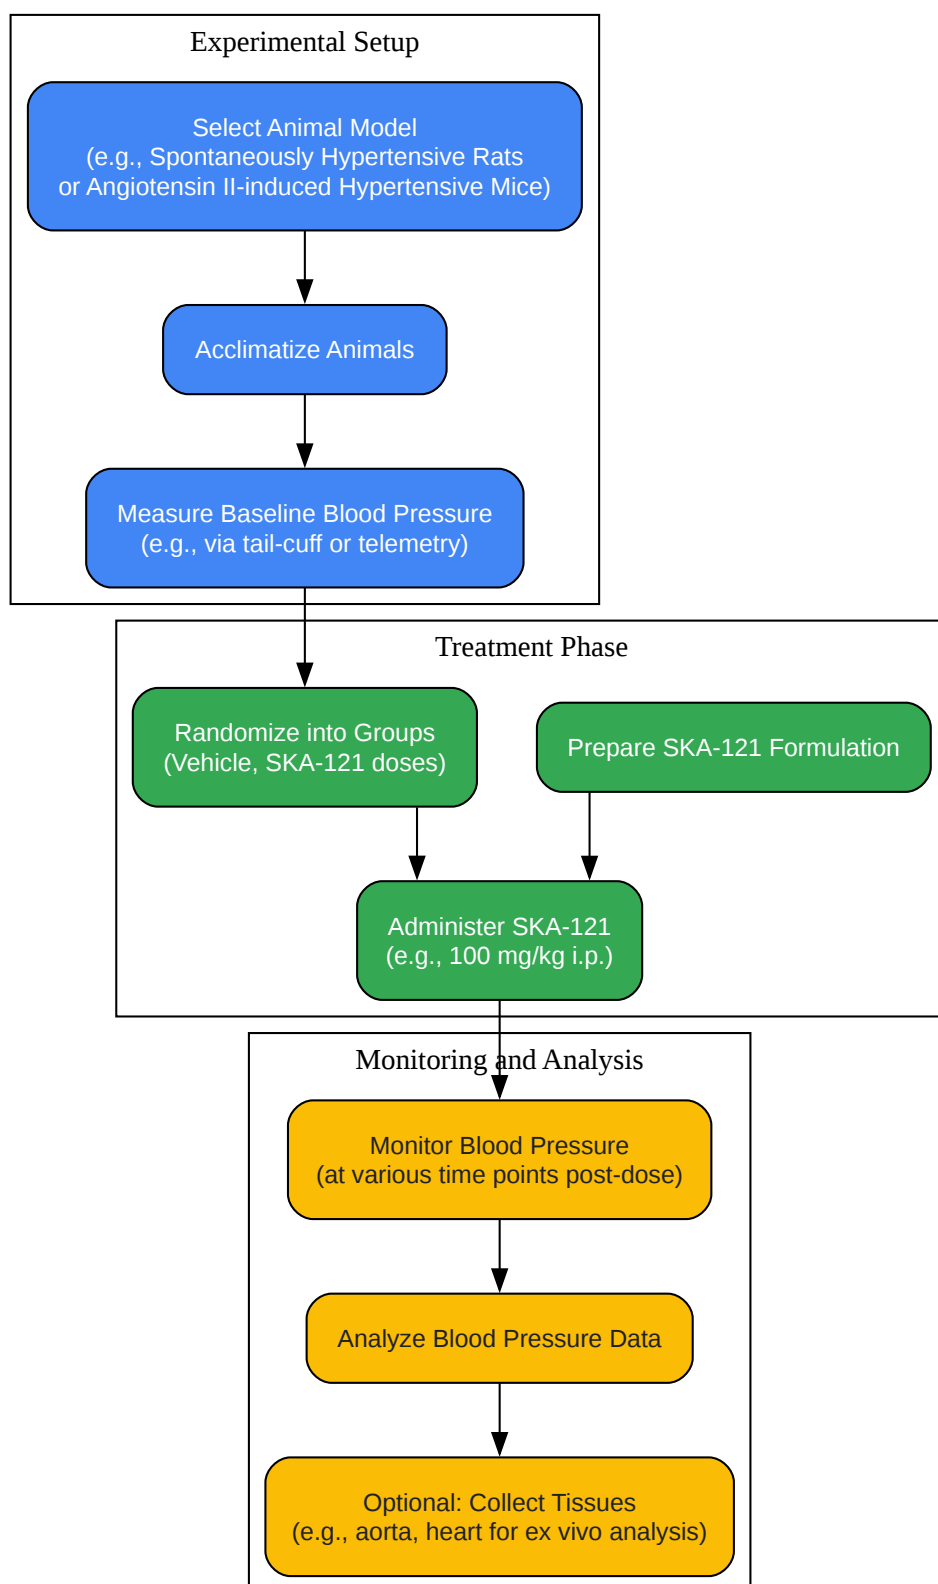 Experimental Setup
Select Animal Model
(e.g., Spontaneously Hypertensive Rats
or Angiotensin II-induced Hypertensive Mice)
Acclimatize Animals
Measure Baseline Blood Pressure
(e.g., via tail-cuff or telemetry)
Treatment Phase
Randomize into Groups
(Vehicle, SKA-121 doses)
Prepare SKA-121 Formulation
Administer SKA-121
(e.g., 100 mg/kg i.p.)
Monitoring and Analysis
Monitor Blood Pressure
(at various time points post-dose)
Analyze Blood Pressure Data
Optional: Collect Tissues
(e.g., aorta, heart for ex vivo analysis)